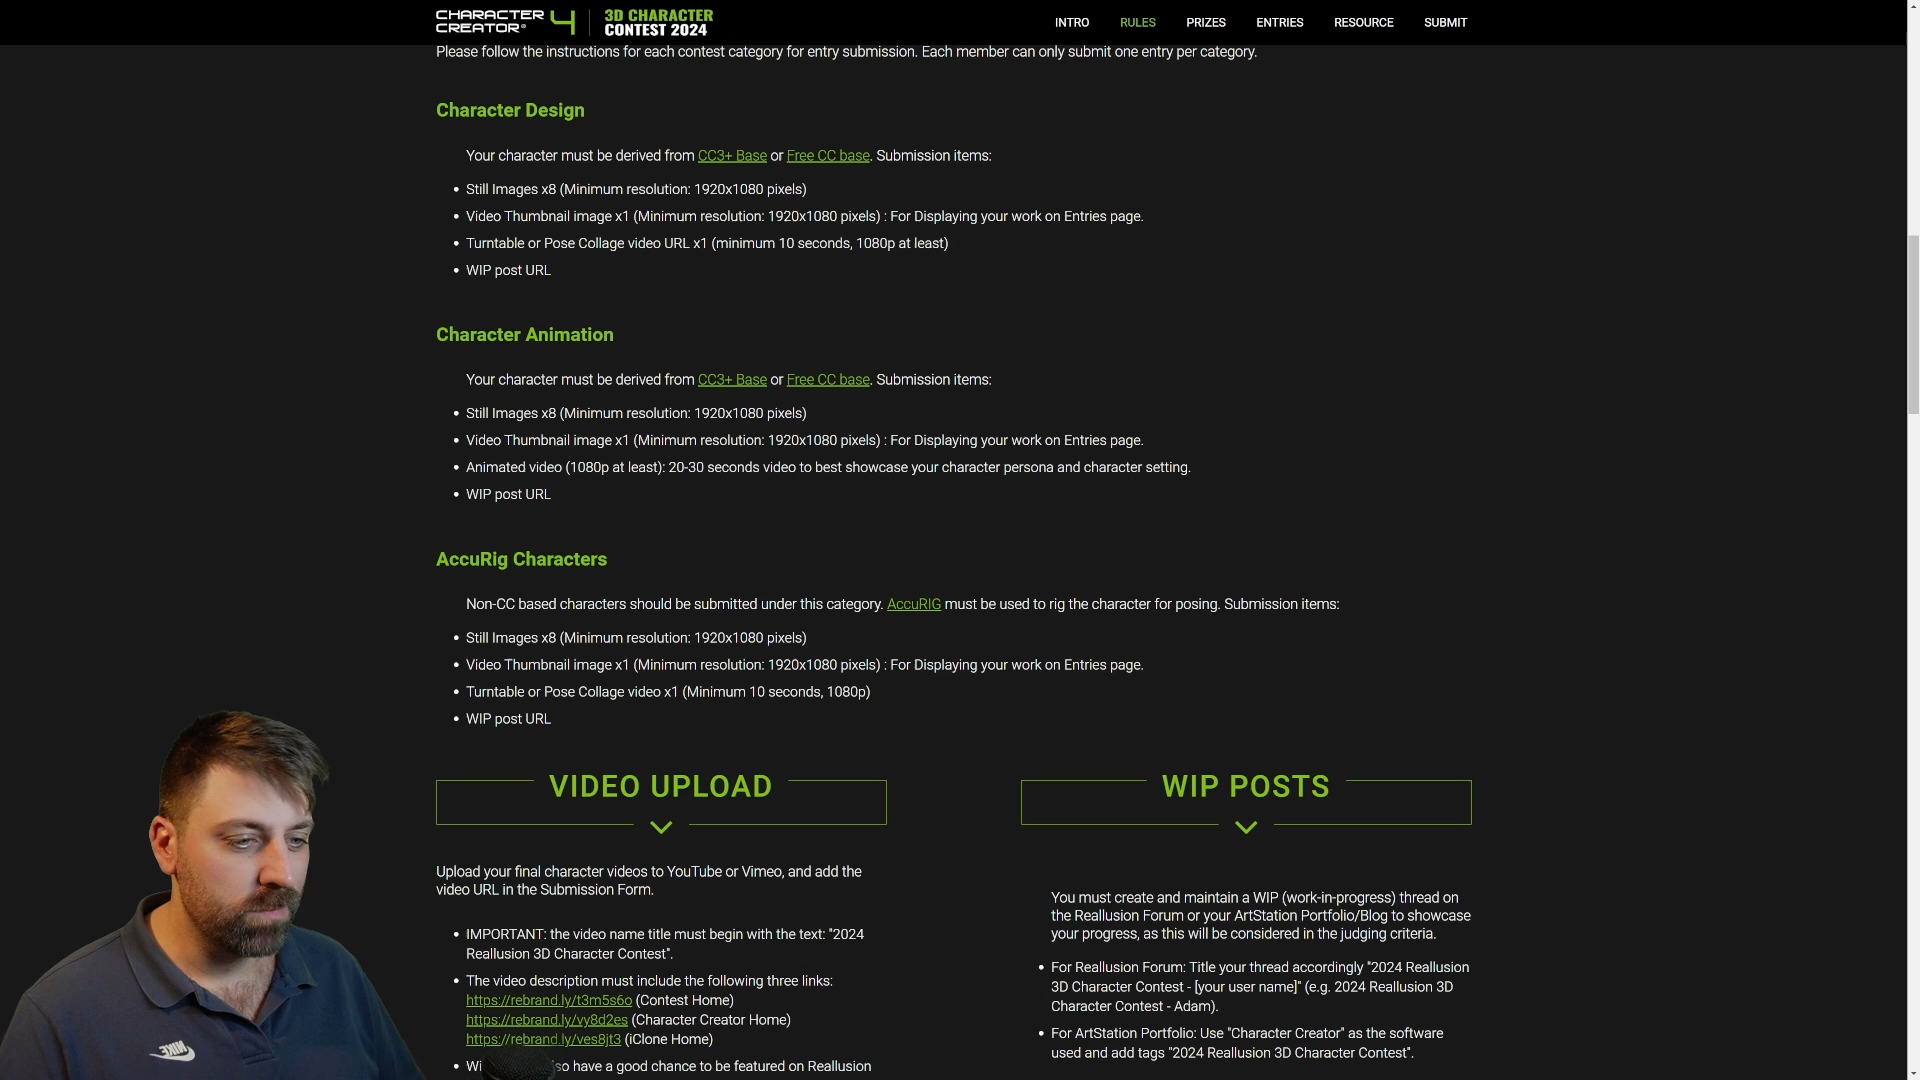 CHARACTER CREATOR 4
3D CHARACTER CONTEST 2024
INTRO
RULES
PRIZES
ENTRIES
RESOURCE
SUBMIT
Please follow the instructions for each contest category for entry submission. Each member can only submit one entry per category.
Character Design
Your character must be derived from CC3+ Base or Free CC base. Submission items:
• Still Images x8 (Minimum resolution: 1920x1080 pixels)
• Video Thumbnail image x1 (Minimum resolution: 1920x1080 pixels) : For Displaying your work on Entries page.
• Turntable or Pose Collage video URL x1 (minimum 10 seconds, 1080p at least)
• WIP post URL
Character Animation
Your character must be derived from CC3+ Base or Free CC base. Submission items:
• Still Images x8 (Minimum resolution: 1920x1080 pixels)
• Video Thumbnail image x1 (Minimum resolution: 1920x1080 pixels) : For Displaying your work on Entries page.
• Animated video (1080p at least): 20-30 seconds video to best showcase your character persona and character setting.
• WIP post URL
AccuRig Characters
Non-CC based characters should be submitted under this category. AccuRIG must be used to rig the character for posing. Submission items:
• Still Images x8 (Minimum resolution: 1920x1080 pixels)
• Video Thumbnail image x1 (Minimum resolution: 1920x1080 pixels) : For Displaying your work on Entries page.
• Turntable or Pose Collage video x1 (Minimum 10 seconds, 1080p)
• WIP post URL
VIDEO UPLOAD
Upload your final character videos to YouTube or Vimeo, and add the
video URL in the Submission Form.
• IMPORTANT: the video name title must begin with the text: "2024
Reallusion 3D Character Contest".
• The video description must include the following three links:
https://rebrand.ly/t3m5s6o (Contest Home)
https://rebrand.ly/vy8d2es (Character Creator Home)
https://rebrand.ly/ves8jt3 (iClone Home)
have a good chance to be featured on Reallusion
WIP POSTS
You must create and maintain a WIP (work-in-progress) thread on
the Reallusion Forum or your ArtStation Portfolio/Blog to showcase
your progress, as this will be considered in the judging criteria.
• For Reallusion Forum: Title your thread accordingly "2024 Reallusion
3D Character Contest - [your user name]" (e.g. 2024 Reallusion 3D
Character Contest - Adam).
• For ArtStation Portfolio: Use "Character Creator" as the software
used and add tags "2024 Reallusion 3D Character Contest".
NIKE